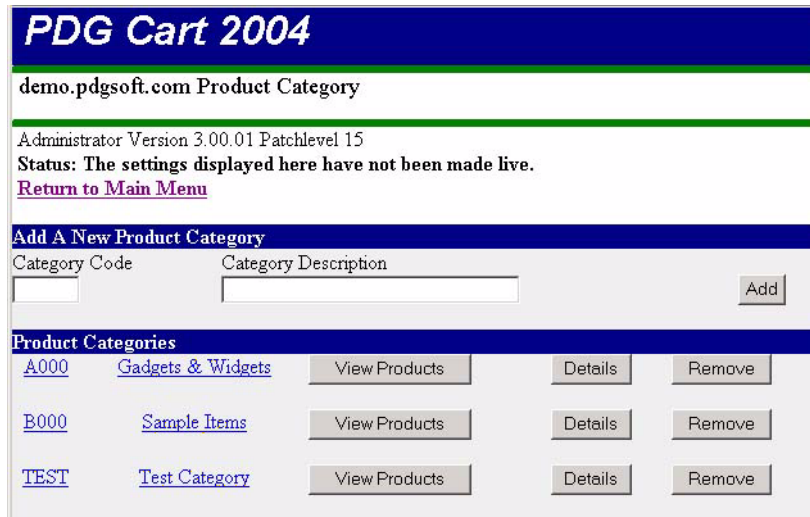 PDG Cart 2004
demo.pdgsoft.com Product Category
Administrator Version 3.00.01 Patchlevel 15
Status: The settings displayed here have not been made live.
Return to Main Menu
Add A New Product Category
Category Code Category Description
Add
Product Categories
A000 Gadgets & Widgets View Products Details Remove
B000 Sample Items View Products Details Remove
TEST Test Category View Products Details Remove